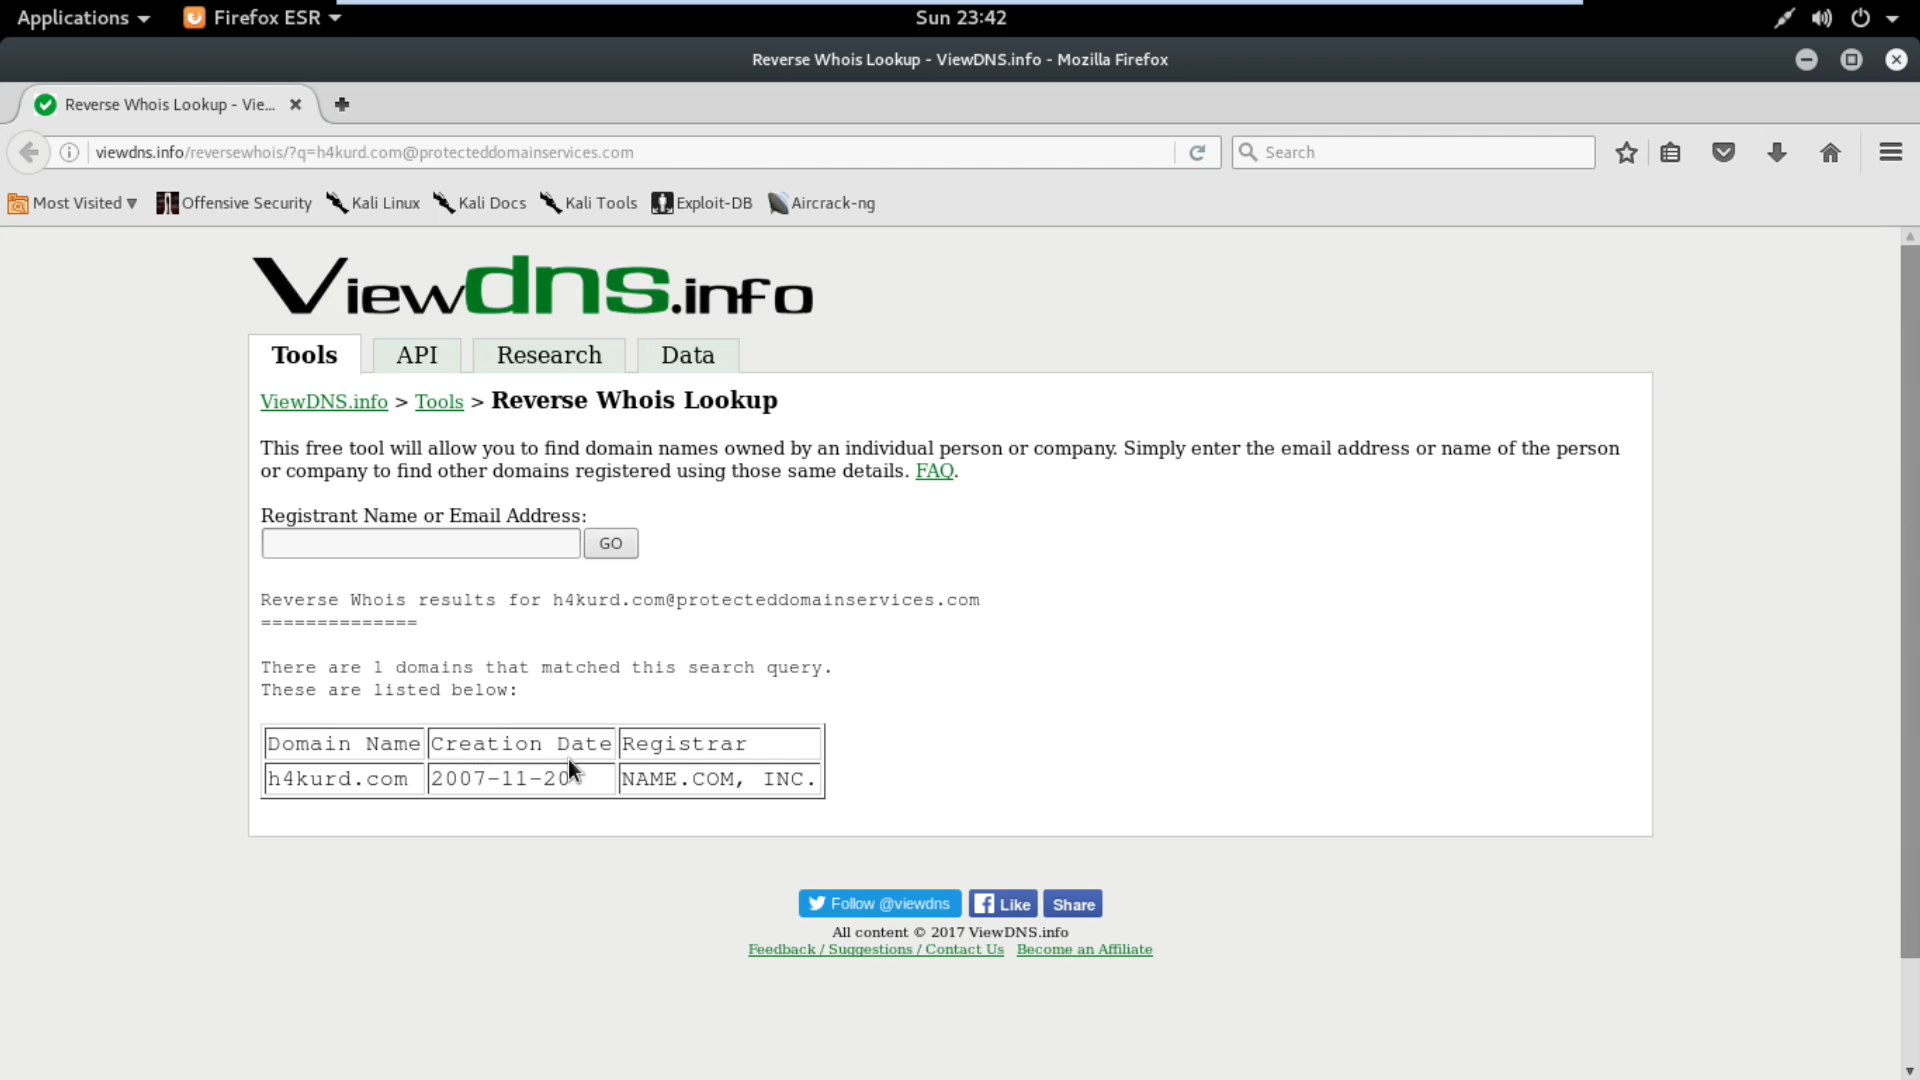 Applications
Firefox ESR
Sun 23:42
Reverse Whois Lookup - ViewDNS.info - Mozilla Firefox
Reverse Whois Lookup - Vie...
viewdns.info/reversewhois/?q=h4kurd.com@protecteddomainservices.com
Search
Most Visited
Offensive Security
Kali Linux
Kali Docs
Kali Tools
Exploit-DB
Aircrack-ng
Viewdns.info
Tools
API
Research
Data
ViewDNS.info > Tools > Reverse Whois Lookup
This free tool will allow you to find domain names owned by an individual person or company. Simply enter the email address or name of the person
or company to find other domains registered using those same details. FAQ.
Registrant Name or Email Address:
GO
Reverse Whois results for h4kurd.com@protecteddomainservices.com
==============
There are 1 domains that matched this search query.
These are listed below:
Domain Name Creation Date Registrar
h4kurd.com 2007-11-20 NAME.COM, INC.
Follow @viewdns
Like
Share
All content © 2017 ViewDNS.info
Feedback / Suggestions / Contact Us Become an Affiliate